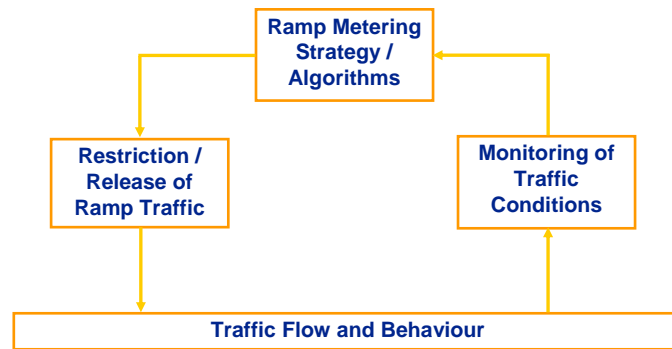 Ramp Metering
Strategy /
Algorithms
Restriction /
Release of
Ramp Traffic
Monitoring of
Traffic
Conditions
Traffic Flow and Behaviour